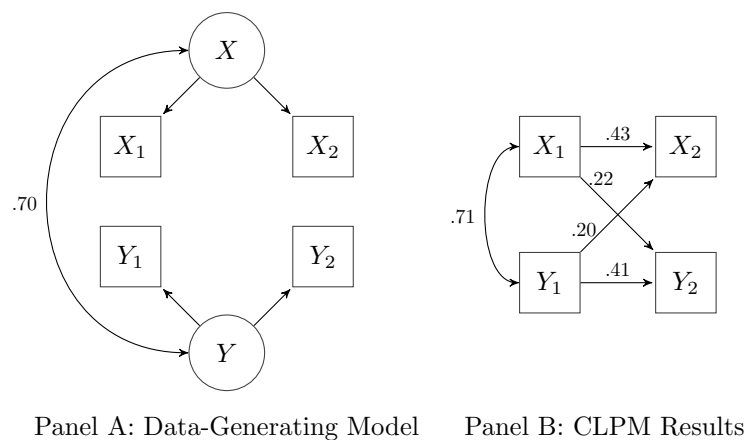 X
X₁ X₂
.70
Y₁ Y₂
Y
X₁ .43 X₂
.22
.71
.20
Y₁ .41 Y₂
Panel A: Data-Generating Model
Panel B: CLPM Results